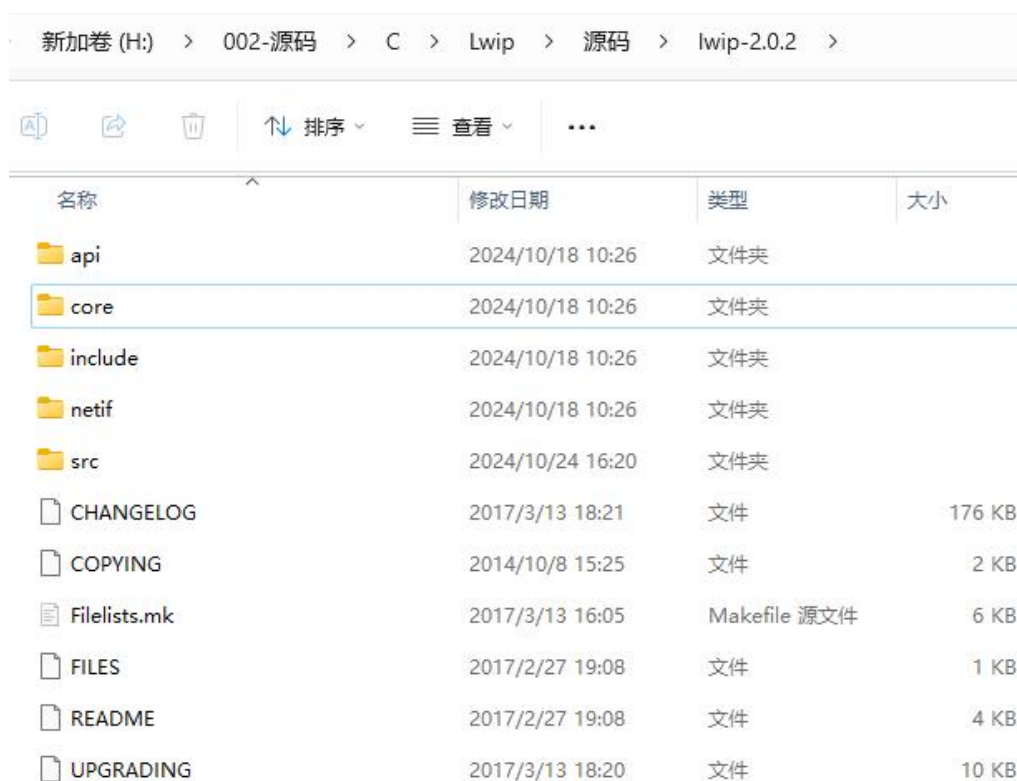 新加卷 (H:) > 002-源码 > C > Lwip > 源码 > lwip-2.0.2 >
A 排序 查看 •••
名称 修改日期 类型 大小
api 2024/10/18 10:26 文件夹
core 2024/10/18 10:26 文件夹
include 2024/10/18 10:26 文件夹
netif 2024/10/18 10:26 文件夹
src 2024/10/24 16:20 文件夹
CHANGELOG 2017/3/13 18:21 文件 176 KB
COPYING 2014/10/8 15:25 文件 2 KB
Filelists.mk 2017/3/13 16:05 Makefile 源文件 6 KB
FILES 2017/2/27 19:08 文件 1 KB
README 2017/2/27 19:08 文件 4 KB
UPGRADING 2017/3/13 18:20 文件 10 KB